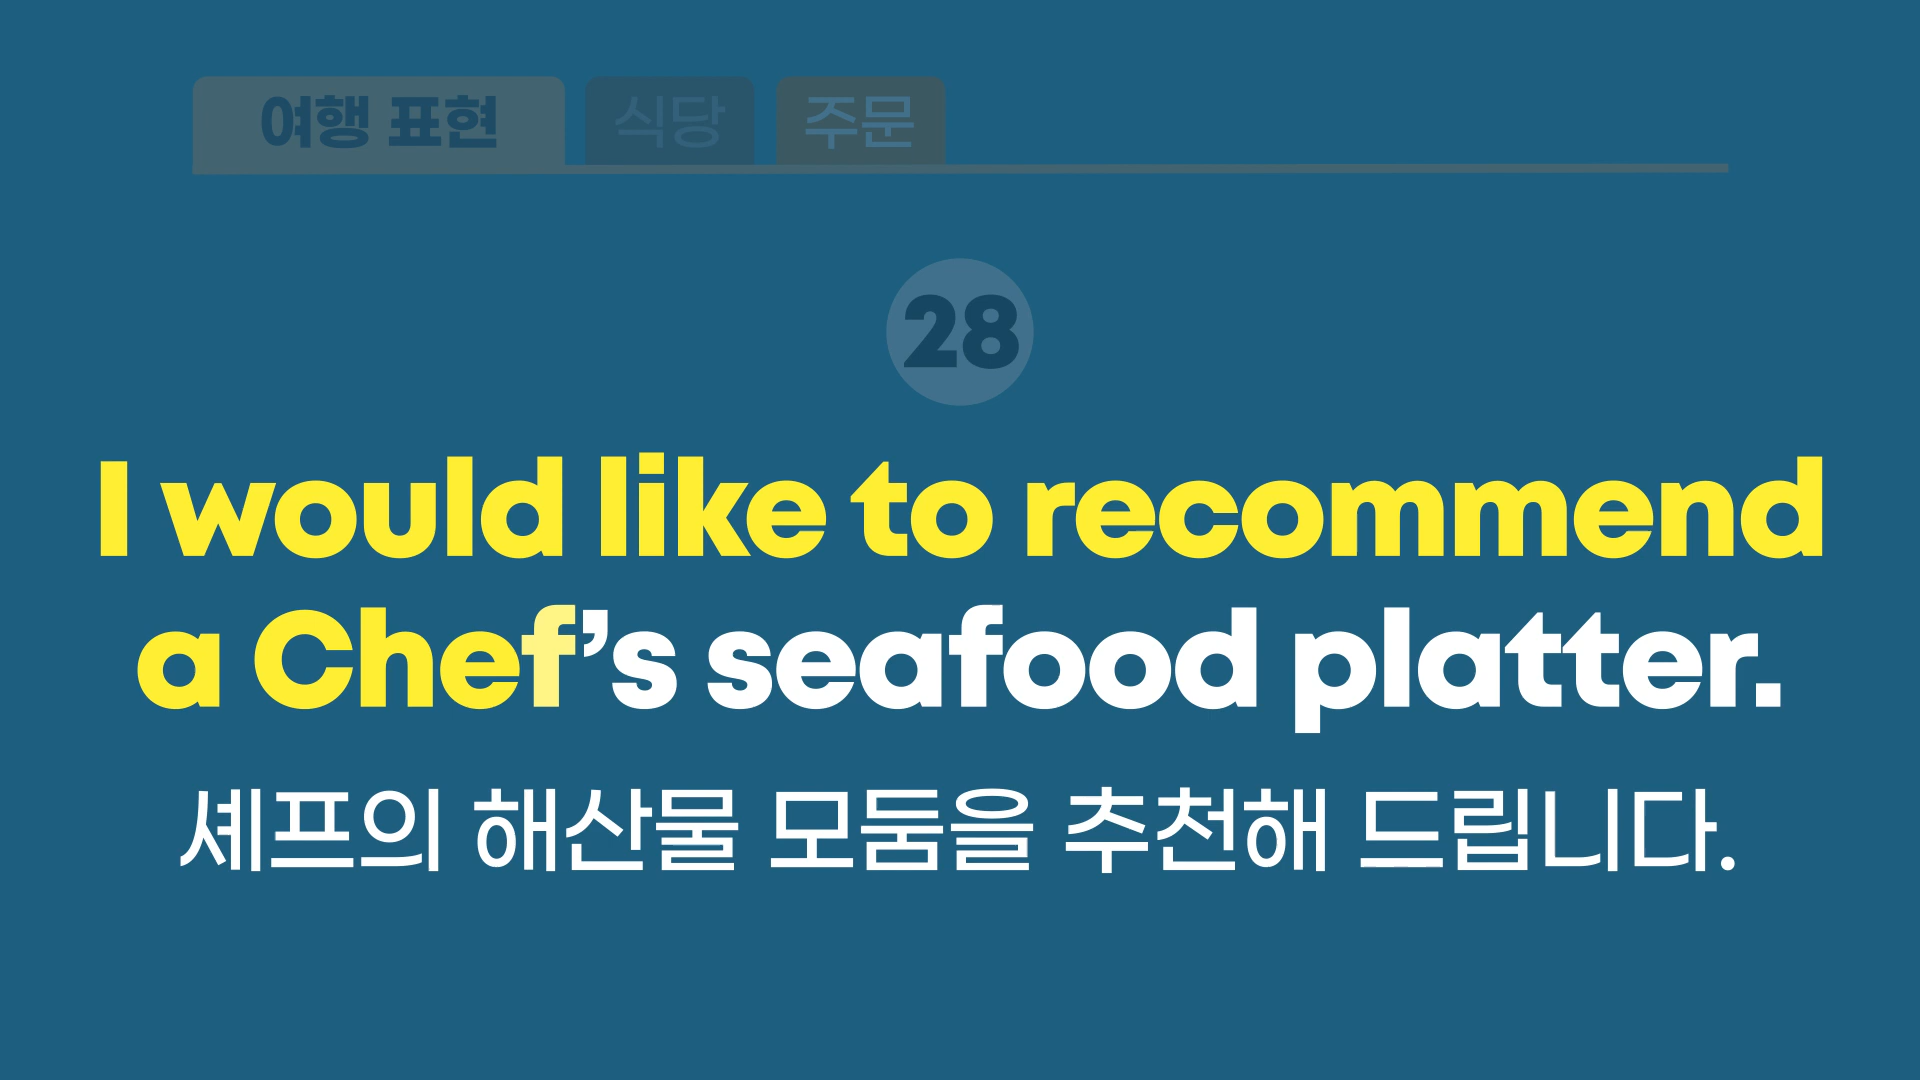 여행 표현 식당 주문
28
I would like to recommend
a Chef’s seafood platter.
셰프의 해산물 모둠을 추천해 드립니다.